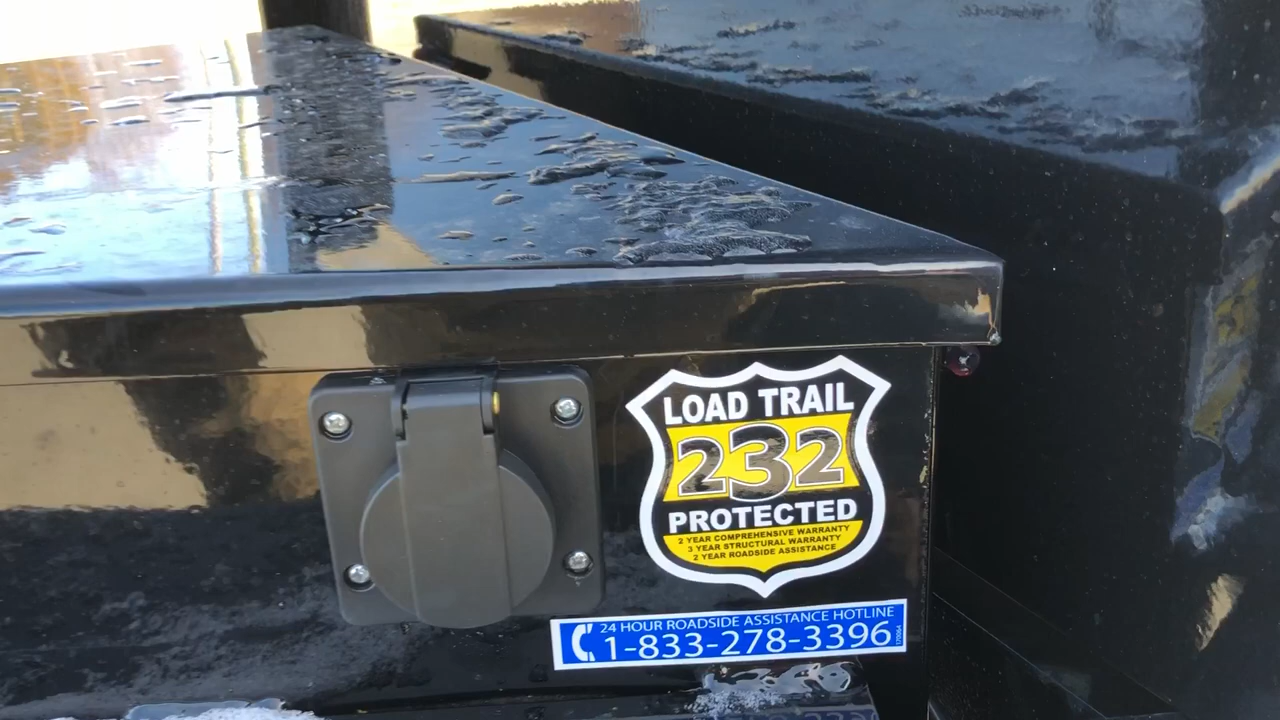 LOAD TRAIL
232
PROTECTED
2 YEAR COMPREHENSIVE WARRANTY
3 YEAR STRUCTURAL WARRANTY
2 YEAR ROADSIDE ASSISTANCE
24 HOUR ROADSIDE ASSISTANCE HOTLINE
1-833-278-3396